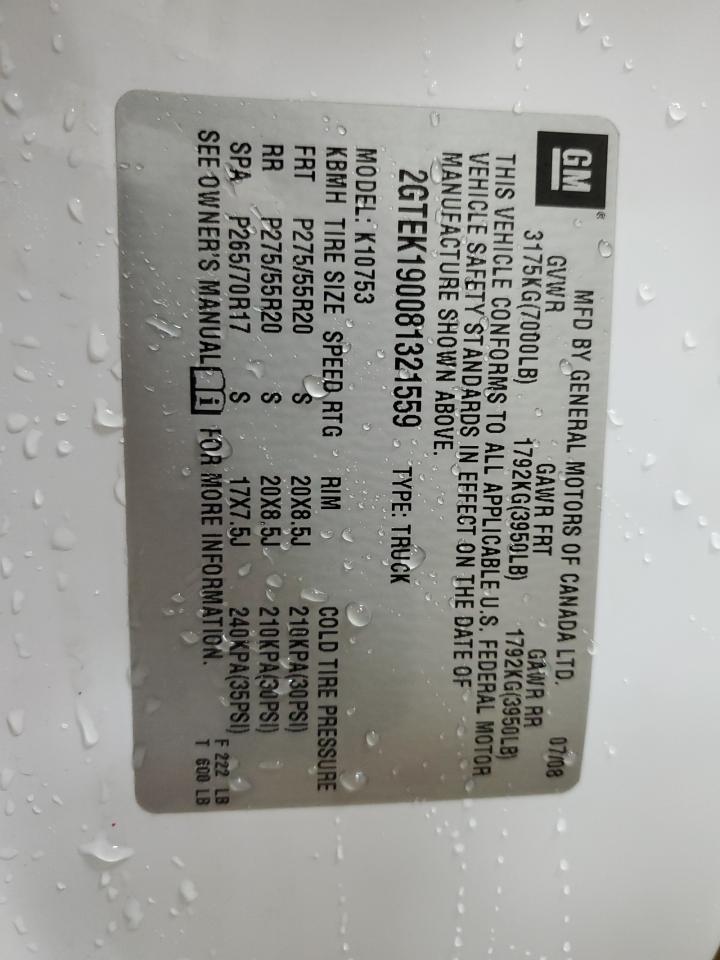 GM®
MFD BY GENERAL MOTORS OF CANADA LTD. 07/08
GVWR GAWR FRT GAWR RR
3175KG(7000LB) 1792KG(3950LB) 1792KG(3950LB)
THIS VEHICLE CONFORMS TO ALL APPLICABLE U.S. FEDERAL MOTOR
VEHICLE SAFETY STANDARDS IN EFFECT ON THE DATE OF
MANUFACTURE SHOWN ABOVE.
2GTEK190081321559 TYPE: TRUCK
MODEL: K10753
KBMH TIRE SIZE SPEED RTG RIM COLD TIRE PRESSURE
FRT P275/55R20 S 20X8.5J 210KPA(30PSI)
RR P275/55R20 S 20X8.5J 210KPA(30PSI)
SPA P265/70R17 S 17X7.5J 240KPA(35PSI)
SEE OWNER'S MANUAL i FOR MORE INFORMATION.
F 222 LB
T 600 LB